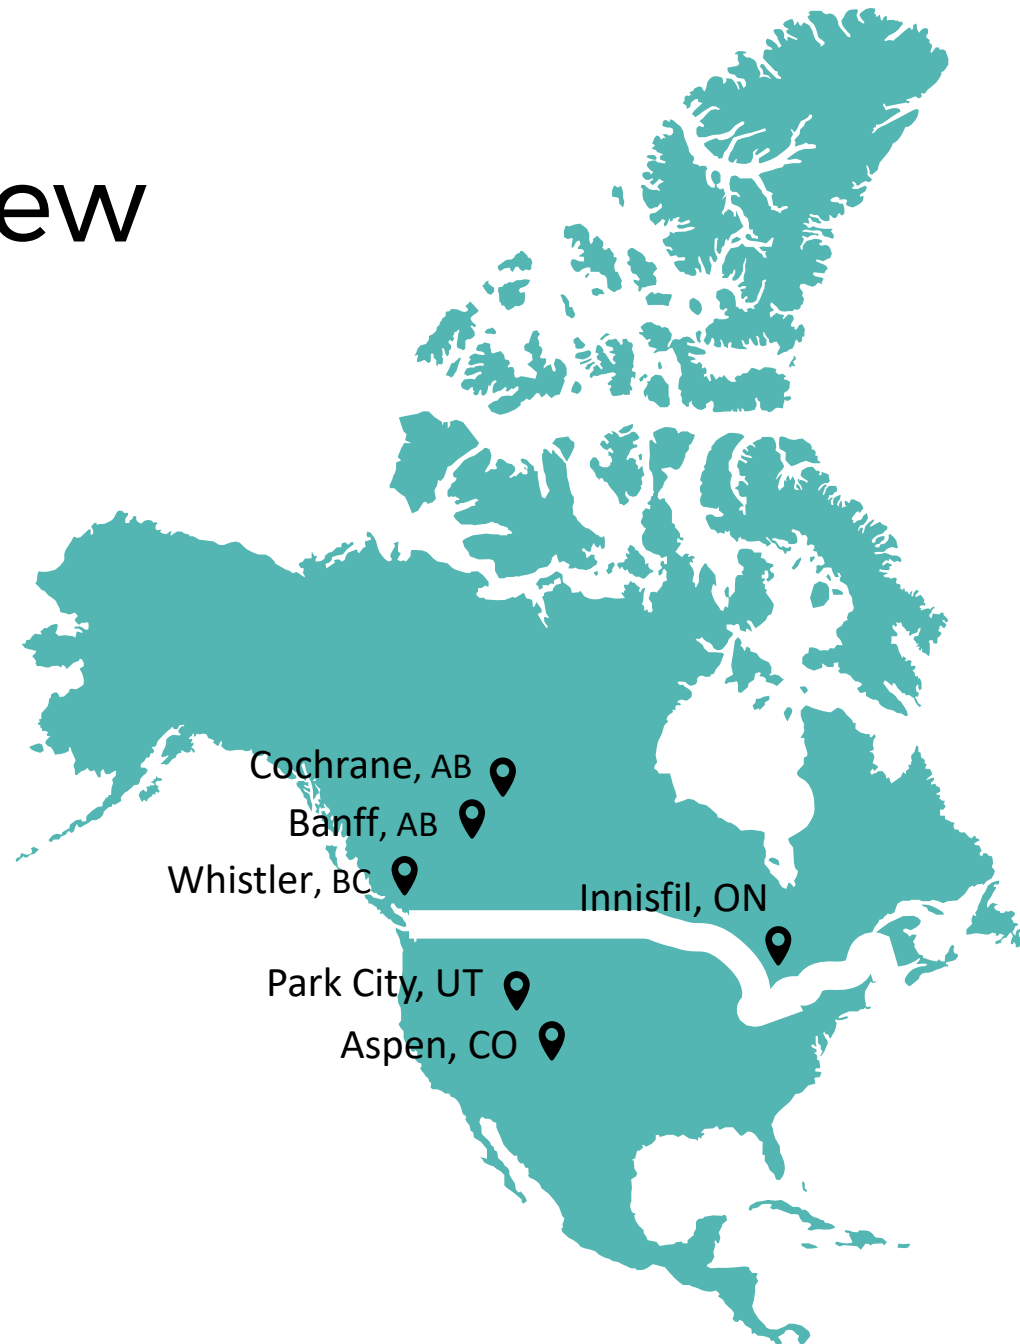 ew
Cochrane, AB
Banff, AB
Whistler, BC
Innisfil, ON
Park City, UT
Aspen, CO